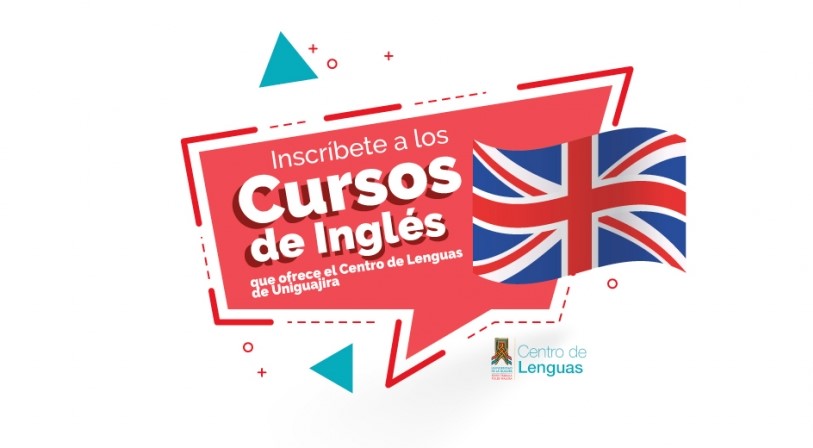 Inscríbete a los
Cursos
de Inglés
que ofrece el Centro de Lenguas
de Uniguajira
Centro de
Lenguas